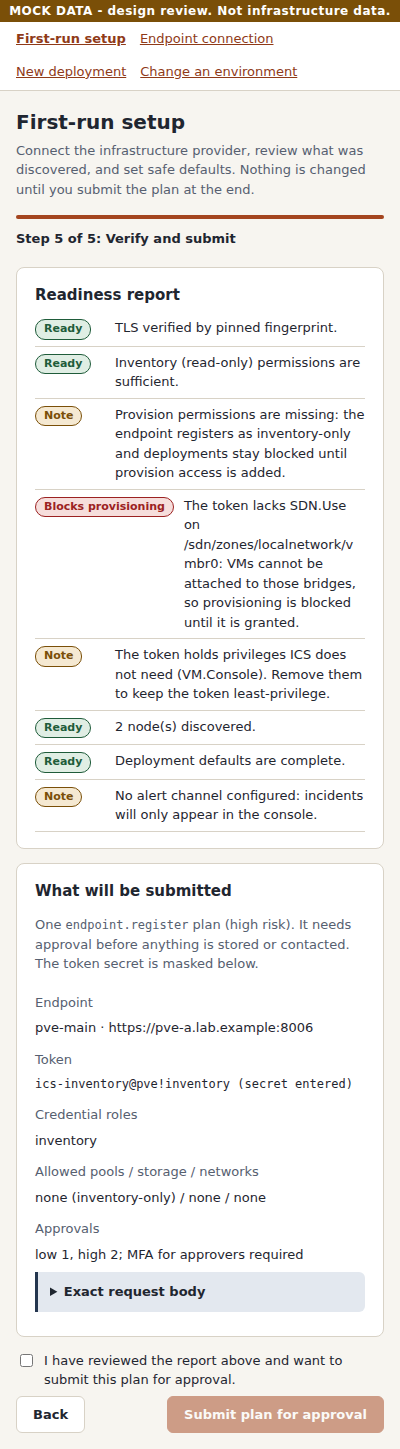 MOCK DATA - design review. Not infrastructure data.
First-run setup Endpoint connection
New deployment Change an environment
First-run setup
Connect the infrastructure provider, review what was
discovered, and set safe defaults. Nothing is changed
until you submit the plan at the end.
Step 5 of 5: Verify and submit
Readiness report
Ready TLS verified by pinned fingerprint.
Ready Inventory (read-only) permissions are
sufficient.
Note Provision permissions are missing: the
endpoint registers as inventory-only
and deployments stay blocked until
provision access is added.
Blocks provisioning The token lacks SDN.Use
on
/sdn/zones/localnetwork/v
mbr0: VMs cannot be
attached to those bridges,
so provisioning is blocked
until it is granted.
Note The token holds privileges ICS does
not need (VM.Console). Remove them
to keep the token least-privilege.
Ready 2 node(s) discovered.
Ready Deployment defaults are complete.
Note No alert channel configured: incidents
will only appear in the console.
What will be submitted
One endpoint.register plan (high risk). It needs
approval before anything is stored or contacted.
The token secret is masked below.
Endpoint
pve-main · https://pve-a.lab.example:8006
Token
ics-inventory@pve!inventory (secret entered)
Credential roles
inventory
Allowed pools / storage / networks
none (inventory-only) / none / none
Approvals
low 1, high 2; MFA for approvers required
Exact request body
I have reviewed the report above and want to
submit this plan for approval.
Back Submit plan for approval